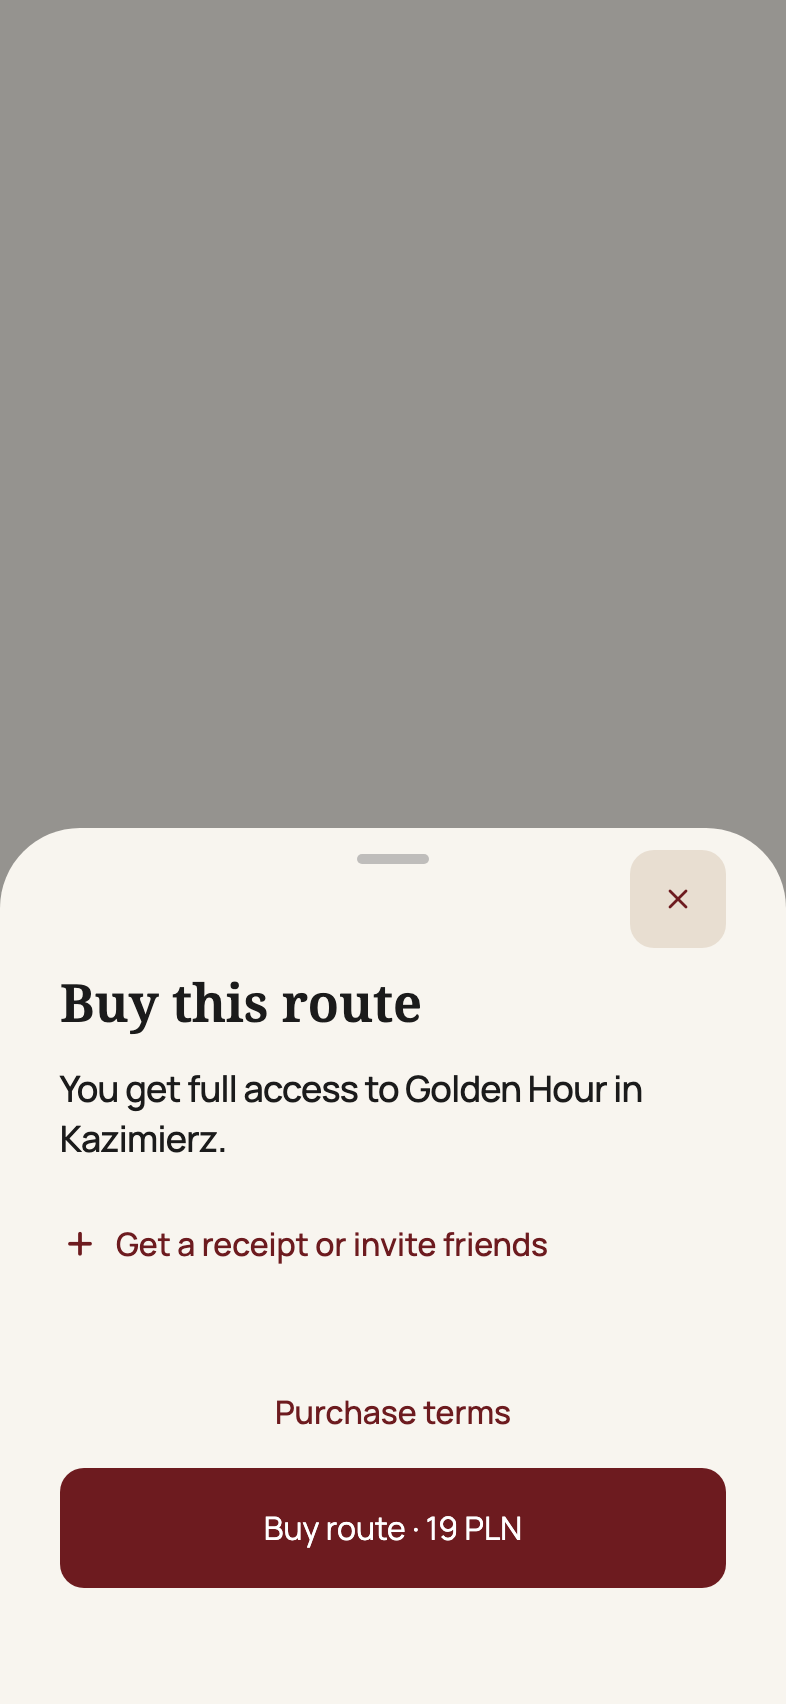 Buy this route
You get full access to Golden Hour in
Kazimierz.
Get a receipt or invite friends
Purchase terms
Buy route · 19 PLN